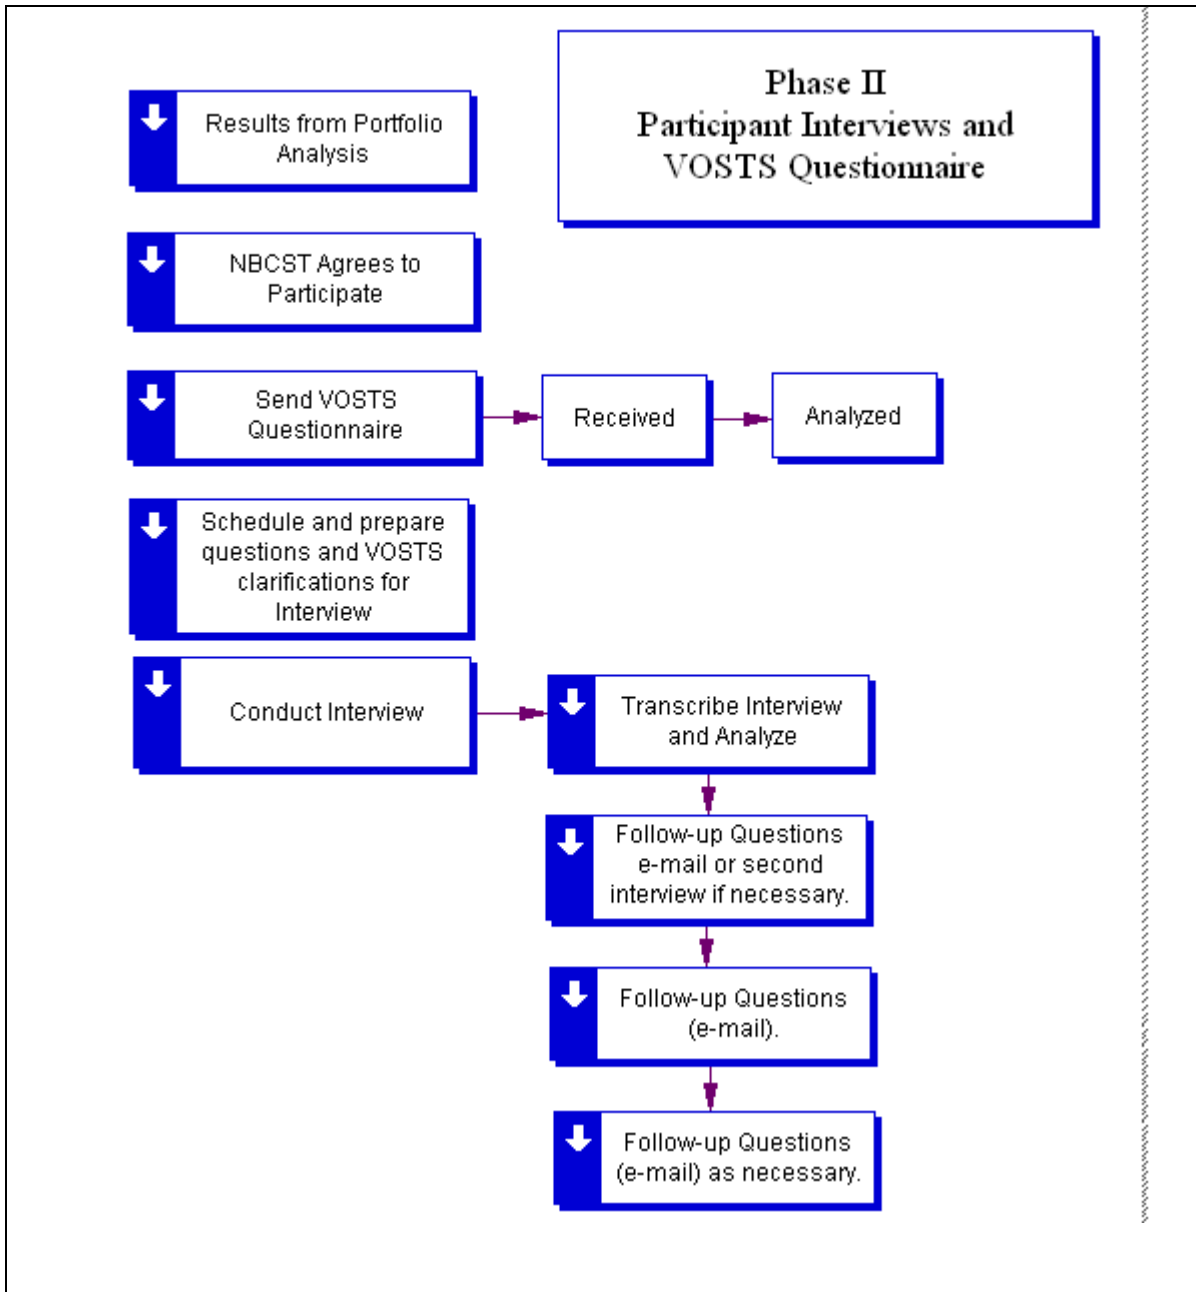 Phase II
Participant Interviews and
VOSTS Questionnaire
Results from Portfolio
Analysis
NBCST Agrees to
Participate
Send VOSTS
Questionnaire
Received
Analyzed
Schedule and prepare
questions and VOSTS
clarifications for
Interview
Conduct Interview
Transcribe Interview
and Analyze
Follow-up Questions
e-mail or second
interview if necessary.
Follow-up Questions
(e-mail).
Follow-up Questions
(e-mail) as necessary.